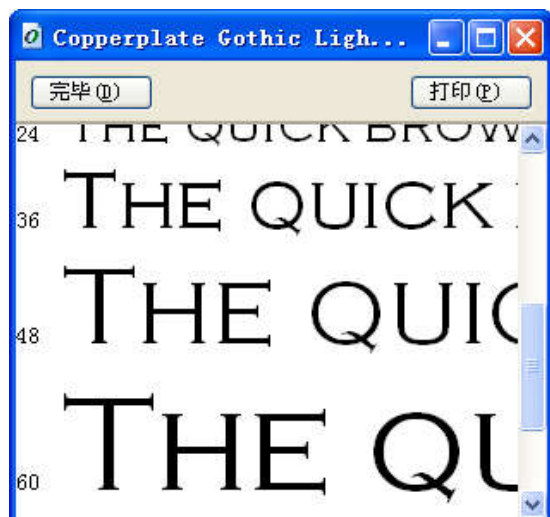 Copperplate Gothic Ligh...
完毕(D) 打印(P)
24 THE QUICK BROW
36 THE QUICK
48 THE QUIC
60 THE QU